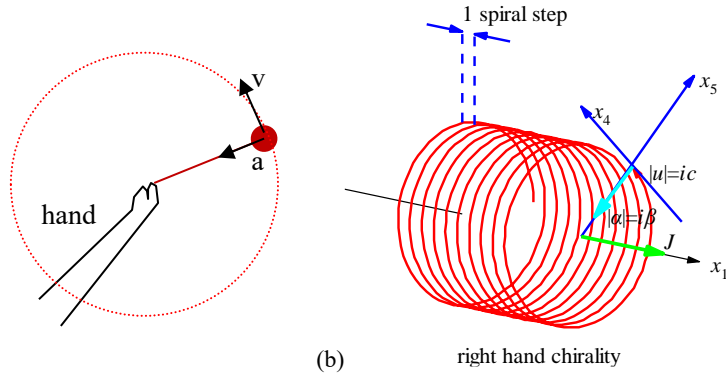 1 spiral step
v
a
hand
x5
x4
|u|=ic
|α|=iβ
J
x1
(b)
right hand chirality